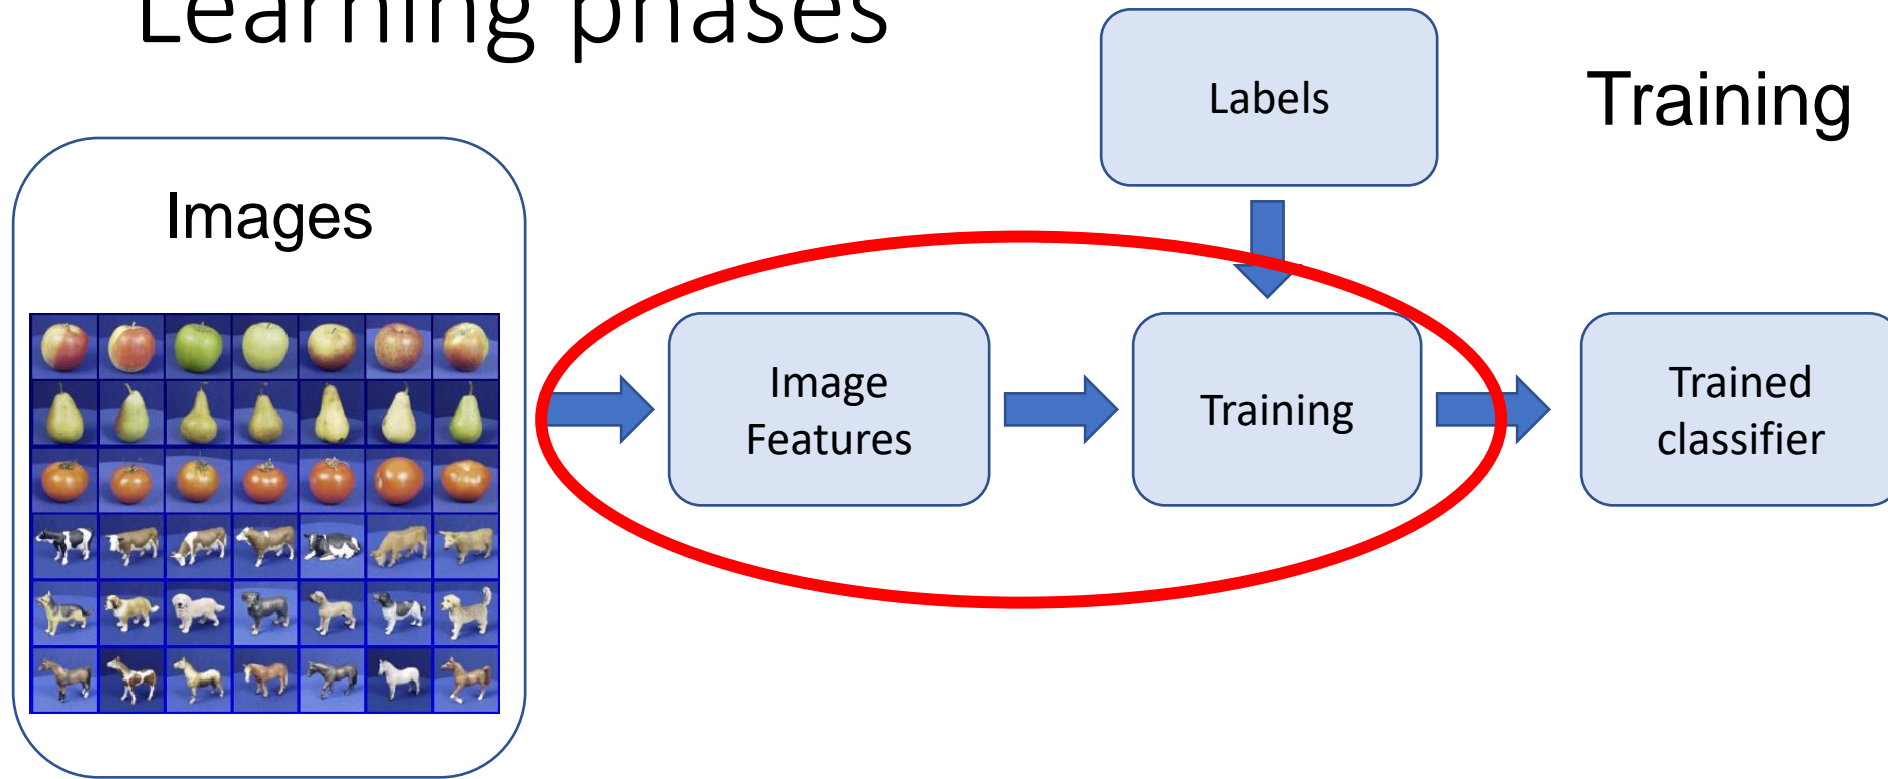 Learning phases
Labels
Training
Images
Image
Features
Training
Trained
classifier